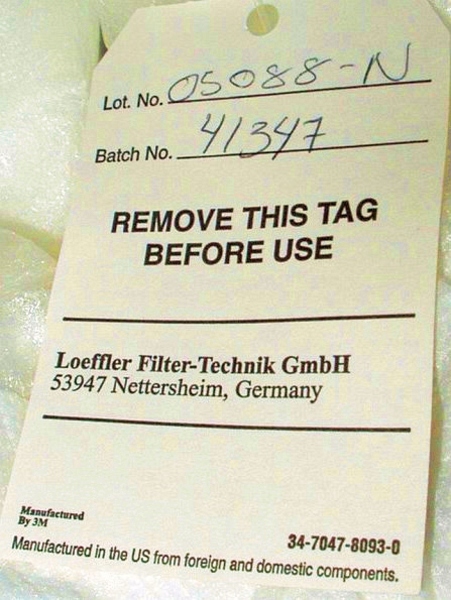 Lot. No. 05088-N
Batch No. 41347
REMOVE THIS TAG
BEFORE USE
Loeffler Filter-Technik GmbH
53947 Nettersheim, Germany
Manufactured
By 3M
34-7047-8093-0
Manufactured in the US from foreign and domestic components.